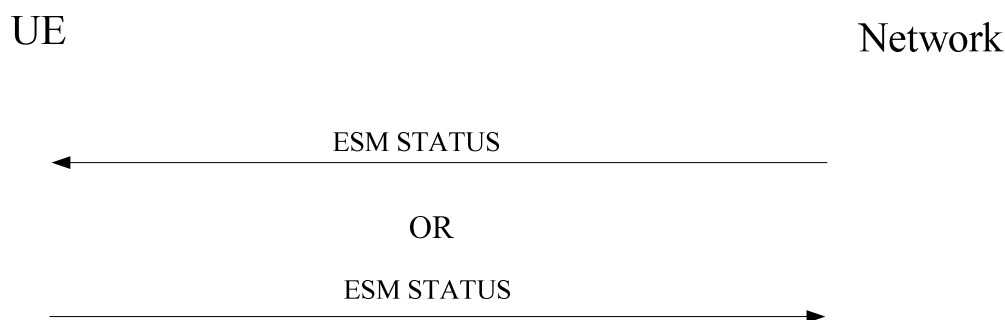 UE
Network
ESM STATUS
OR
ESM STATUS